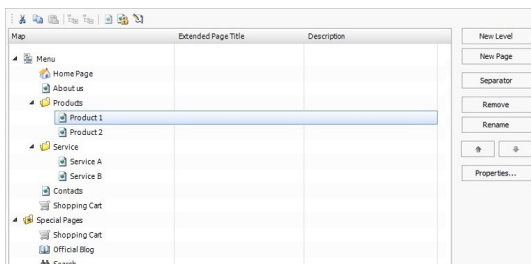 Map Extended Page Title Description
Menu
Home Page
About us
Products
Product 1
Product 2
Service
Service A
Service B
Contacts
Shopping Cart
Special Pages
Shopping Cart
Official Blog
Search
New Level
New Page
Separator
Remove
Rename
Properties...